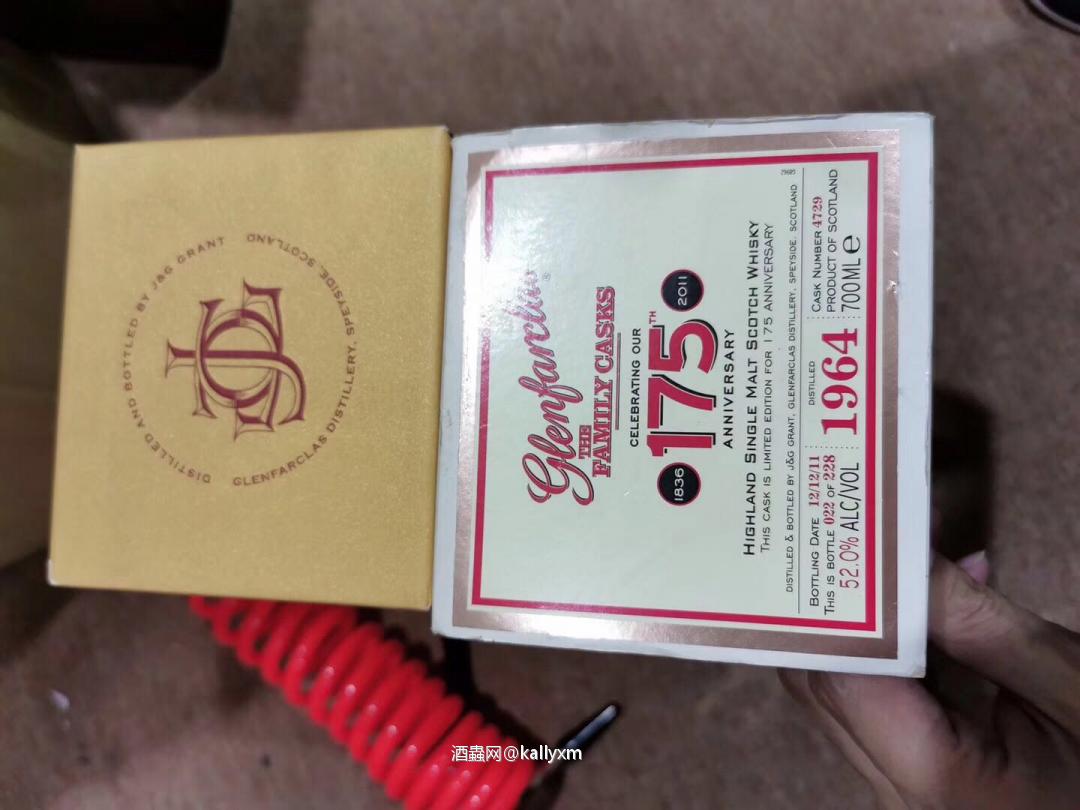 DISTILLED AND BOTTLED BY J&G GRANT
GLENFARCLAS DISTILLERY, SPEYSIDE, SCOTLAND
Glenfarclas®
THE
FAMILY CASKS
CELEBRATING OUR
1836 175TH 2011
ANNIVERSARY
HIGHLAND SINGLE MALT SCOTCH WHISKY
THIS CASK IS LIMITED EDITION FOR 175 ANNIVERSARY
DISTILLED & BOTTLED BY J&G GRANT, GLENFARCLAS DISTILLERY, SPEYSIDE, SCOTLAND
BOTTLING DATE 12/12/11
THIS IS BOTTLE 022 OF 228
52.0% ALC/VOL
DISTILLED
1964
CASK NUMBER 4729
PRODUCT OF SCOTLAND
700ML e
酒蟲网@kallyxm